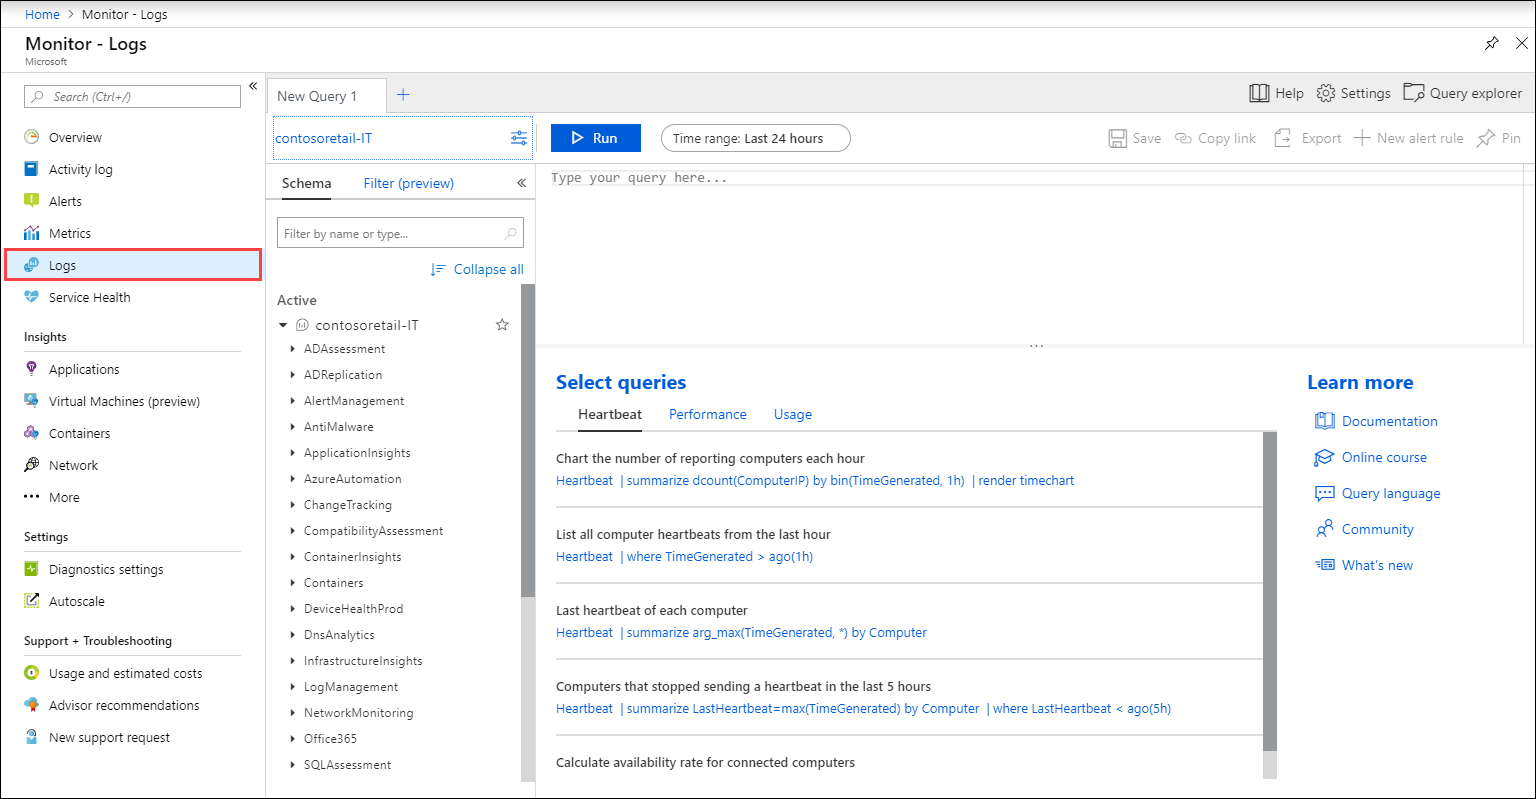 Home > Monitor - Logs
Monitor - Logs
Microsoft
Search (Ctrl+/)
«
Overview
Activity log
Alerts
Metrics
Logs
Service Health
Insights
Applications
Virtual Machines (preview)
Containers
Network
More
Settings
Diagnostics settings
Autoscale
Support + Troubleshooting
Usage and estimated costs
Advisor recommendations
New support request
New Query 1
Help
Settings
Query explorer
contosoretail-IT
Run
Time range: Last 24 hours
Save
Copy link
Export
New alert rule
Pin
Schema
Filter (preview)
«
Filter by name or type...
Collapse all
Active
contosoretail-IT
ADAssessment
ADReplication
AlertManagement
AntiMalware
ApplicationInsights
AzureAutomation
ChangeTracking
CompatibilityAssessment
ContainerInsights
Containers
DeviceHealthProd
DnsAnalytics
InfrastructureInsights
LogManagement
NetworkMonitoring
Office365
SQLAssessment
Type your query here...
Select queries
Heartbeat
Performance
Usage
Chart the number of reporting computers each hour
Heartbeat | summarize dcount(ComputerIP) by bin(TimeGenerated, 1h) | render timechart
List all computer heartbeats from the last hour
Heartbeat | where TimeGenerated > ago(1h)
Last heartbeat of each computer
Heartbeat | summarize arg_max(TimeGenerated, *) by Computer
Computers that stopped sending a heartbeat in the last 5 hours
Heartbeat | summarize LastHeartbeat=max(TimeGenerated) by Computer | where LastHeartbeat < ago(5h)
Calculate availability rate for connected computers
Learn more
Documentation
Online course
Query language
Community
What's new